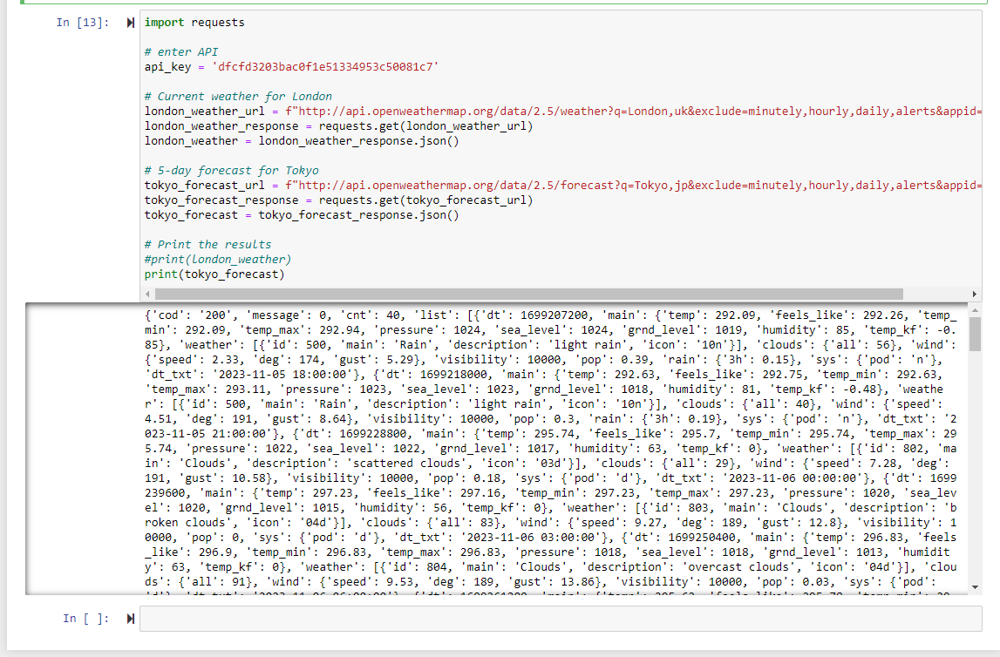 In [13]:
import requests
# enter API
api_key = 'dfcfd3203bac0f1e51334953c50081c7'
# Current weather for London
london_weather_url = f"http://api.openweathermap.org/data/2.5/weather?q=London,uk&exclude=minutely,hourly,daily,alerts&appid=
london_weather_response = requests.get(london_weather_url)
london_weather = london_weather_response.json()
# 5-day forecast for Tokyo
tokyo_forecast_url = f"http://api.openweathermap.org/data/2.5/forecast?q=Tokyo,jp&exclude=minutely,hourly,daily,alerts&appid=
tokyo_forecast_response = requests.get(tokyo_forecast_url)
tokyo_forecast = tokyo_forecast_response.json()
# Print the results
#print(london_weather)
print(tokyo_forecast)
{'cod': '200', 'message': 0, 'cnt': 40, 'list': [{'dt': 1699207200, 'main': {'temp': 292.09, 'feels_like': 292.26, 'temp_
min': 292.09, 'temp_max': 292.94, 'pressure': 1024, 'sea_level': 1024, 'grnd_level': 1019, 'humidity': 85, 'temp_kf': -0.
85}, 'weather': [{'id': 500, 'main': 'Rain', 'description': 'light rain', 'icon': '10n'}], 'clouds': {'all': 56}, 'wind':
{'speed': 2.33, 'deg': 174, 'gust': 5.29}, 'visibility': 10000, 'pop': 0.39, 'rain': {'3h': 0.15}, 'sys': {'pod': 'n'},
'dt_txt': '2023-11-05 18:00:00'}, {'dt': 1699218000, 'main': {'temp': 292.63, 'feels_like': 292.75, 'temp_min': 292.63,
'temp_max': 293.11, 'pressure': 1023, 'sea_level': 1023, 'grnd_level': 1018, 'humidity': 81, 'temp_kf': -0.48}, 'weathe
r': [{'id': 500, 'main': 'Rain', 'description': 'light rain', 'icon': '10n'}], 'clouds': {'all': 40}, 'wind': {'speed':
4.51, 'deg': 191, 'gust': 8.64}, 'visibility': 10000, 'pop': 0.3, 'rain': {'3h': 0.19}, 'sys': {'pod': 'n'}, 'dt_txt': '2
023-11-05 21:00:00'}, {'dt': 1699228800, 'main': {'temp': 295.74, 'feels_like': 295.7, 'temp_min': 295.74, 'temp_max': 29
5.74, 'pressure': 1022, 'sea_level': 1022, 'grnd_level': 1017, 'humidity': 63, 'temp_kf': 0}, 'weather': [{'id': 802, 'ma
in': 'Clouds', 'description': 'scattered clouds', 'icon': '03d'}], 'clouds': {'all': 29}, 'wind': {'speed': 7.28, 'deg':
191, 'gust': 10.58}, 'visibility': 10000, 'pop': 0.18, 'sys': {'pod': 'd'}, 'dt_txt': '2023-11-06 00:00:00'}, {'dt': 1699
239600, 'main': {'temp': 297.23, 'feels_like': 297.16, 'temp_min': 297.23, 'temp_max': 297.23, 'pressure': 1020, 'sea_lev
el': 1020, 'grnd_level': 1015, 'humidity': 56, 'temp_kf': 0}, 'weather': [{'id': 803, 'main': 'Clouds', 'description': 'b
roken clouds', 'icon': '04d'}], 'clouds': {'all': 83}, 'wind': {'speed': 9.27, 'deg': 189, 'gust': 12.8}, 'visibility': 1
0000, 'pop': 0, 'sys': {'pod': 'd'}, 'dt_txt': '2023-11-06 03:00:00'}, {'dt': 1699250400, 'main': {'temp': 296.83, 'feels
_like': 296.9, 'temp_min': 296.83, 'temp_max': 296.83, 'pressure': 1018, 'sea_level': 1018, 'grnd_level': 1013, 'humidit
y': 63, 'temp_kf': 0}, 'weather': [{'id': 804, 'main': 'Clouds', 'description': 'overcast clouds', 'icon': '04d'}], 'clou
ds': {'all': 91}, 'wind': {'speed': 9.53, 'deg': 189, 'gust': 13.86}, 'visibility': 10000, 'pop': 0.03, 'sys': {'pod':
In [ ]: